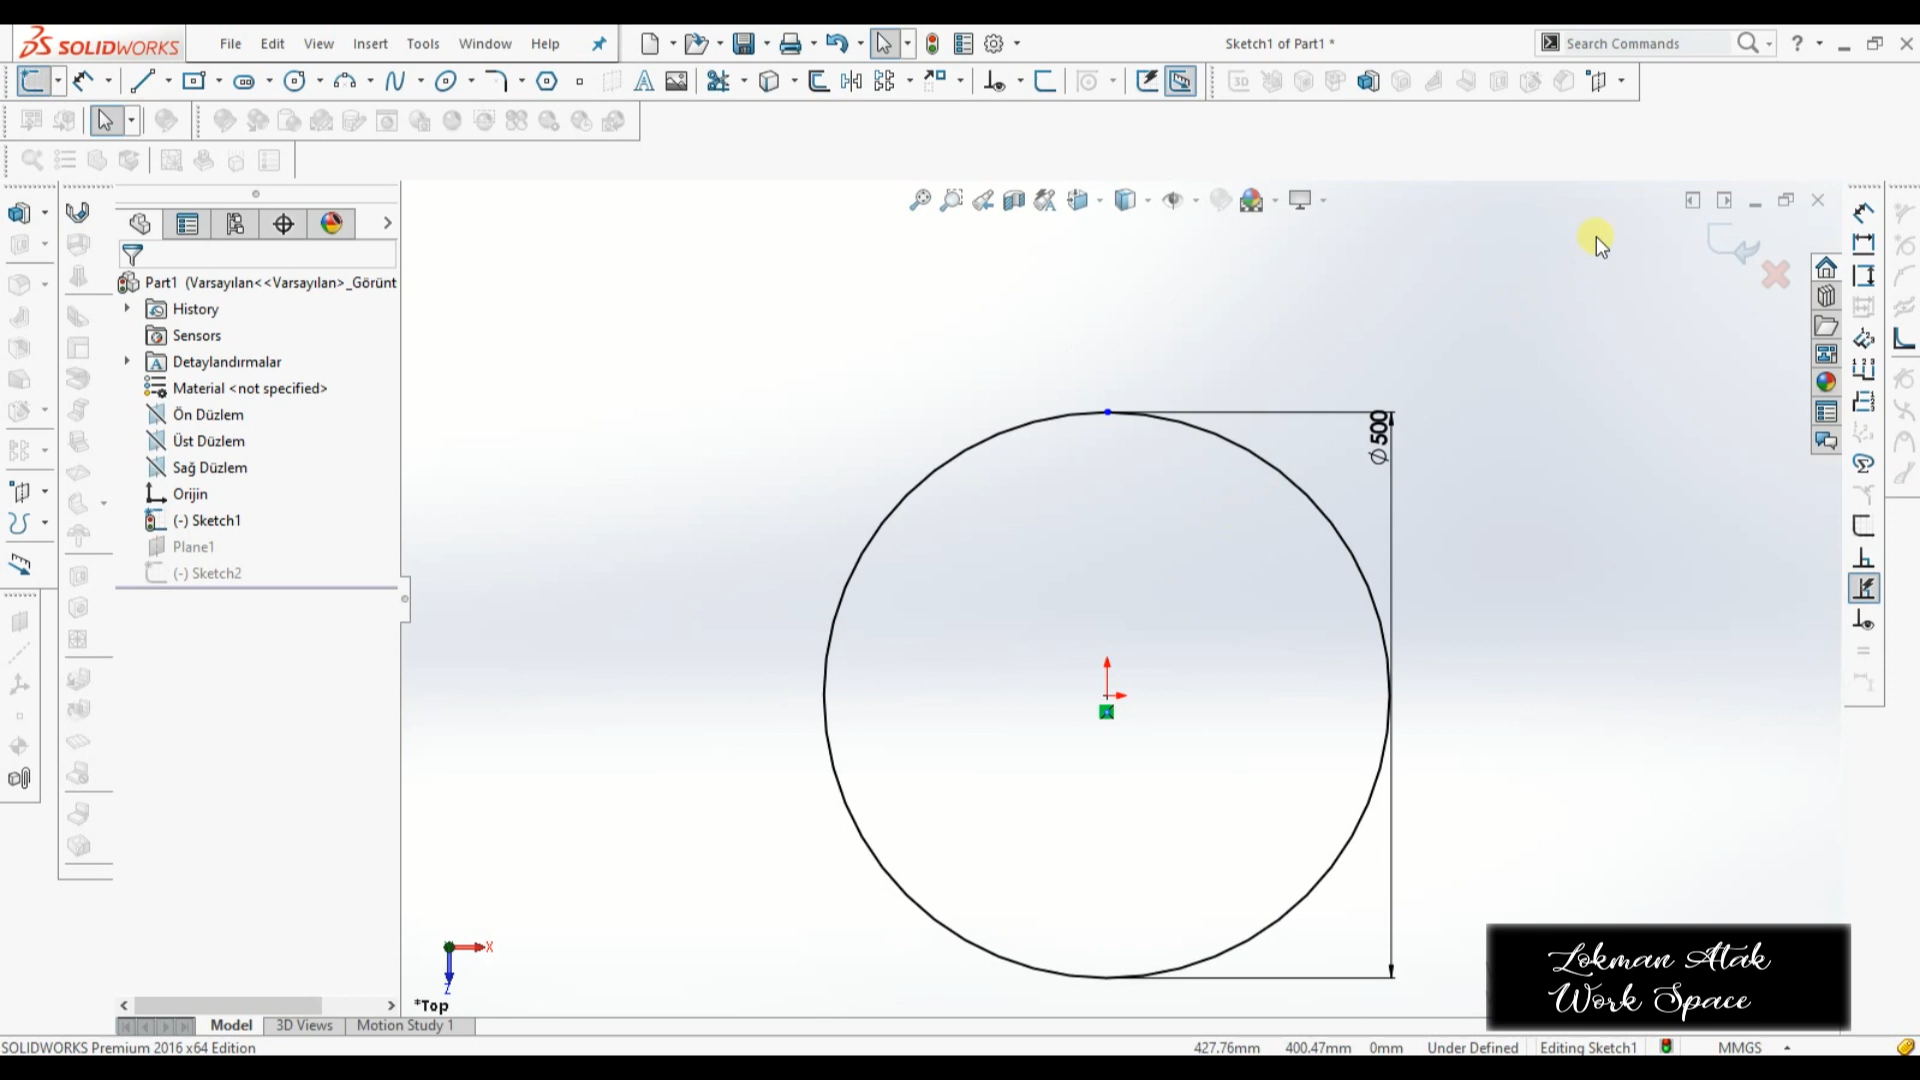 SOLIDWORKS
File Edit View Insert Tools Window Help
Sketch1 of Part1 *
Search Commands
?
3D
Part1 (Varsayılan<<Varsayılan>_Görünt
History
Sensors
Detaylandırmalar
Material <not specified>
Ön Düzlem
Üst Düzlem
Sağ Düzlem
Orijin
(-) Sketch1
Plane1
(-) Sketch2
∅ 500
X
Z
*Top
Lokman Atak
Work Space
Model 3D Views Motion Study 1
SOLIDWORKS Premium 2016 x64 Edition
427.76mm 400.47mm 0mm Under Defined Editing Sketch1 MMGS